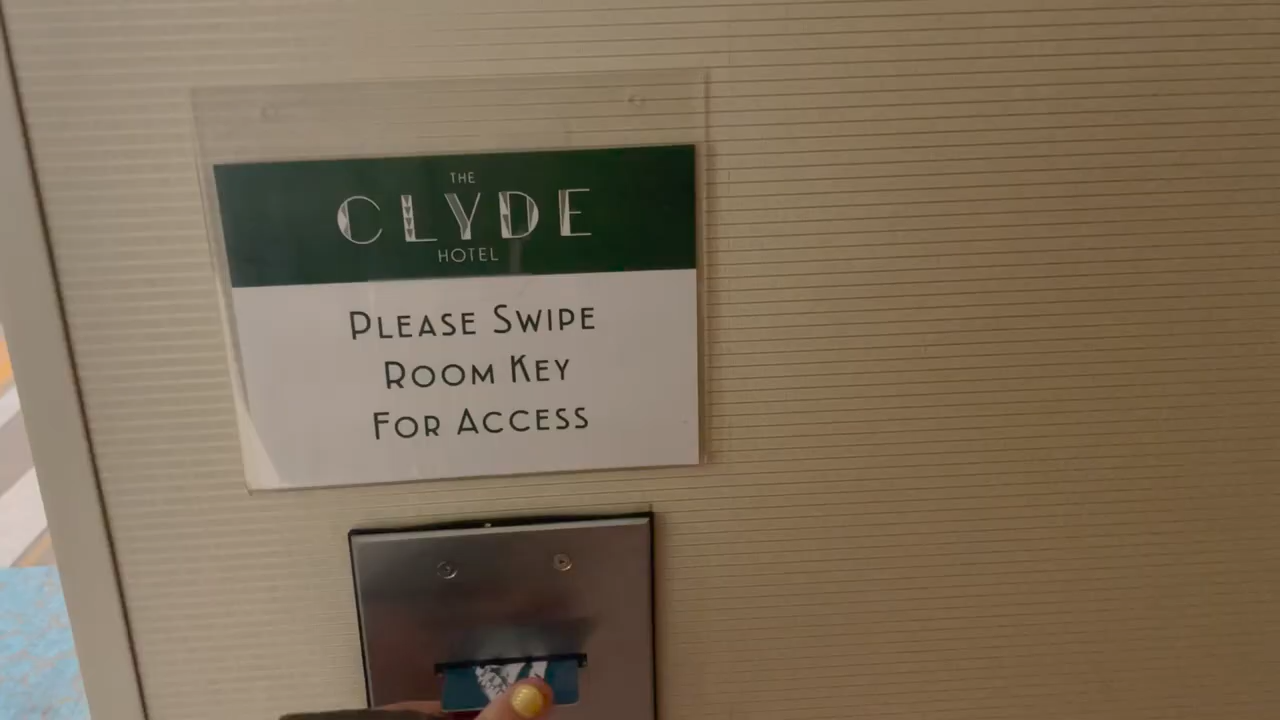 THE
CLYDE
HOTEL
PLEASE SWIPE
ROOM KEY
FOR ACCESS